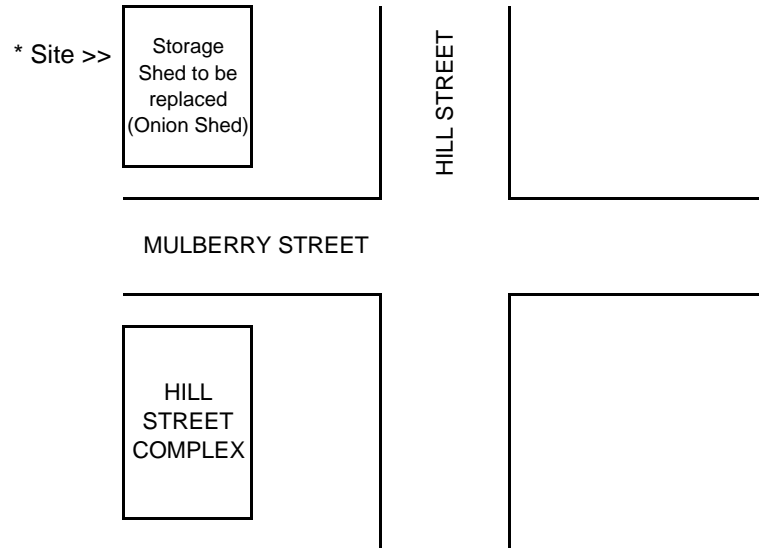 * Site >>
Storage
Shed to be
replaced
(Onion Shed)
HILL STREET
MULBERRY STREET
HILL
STREET
COMPLEX